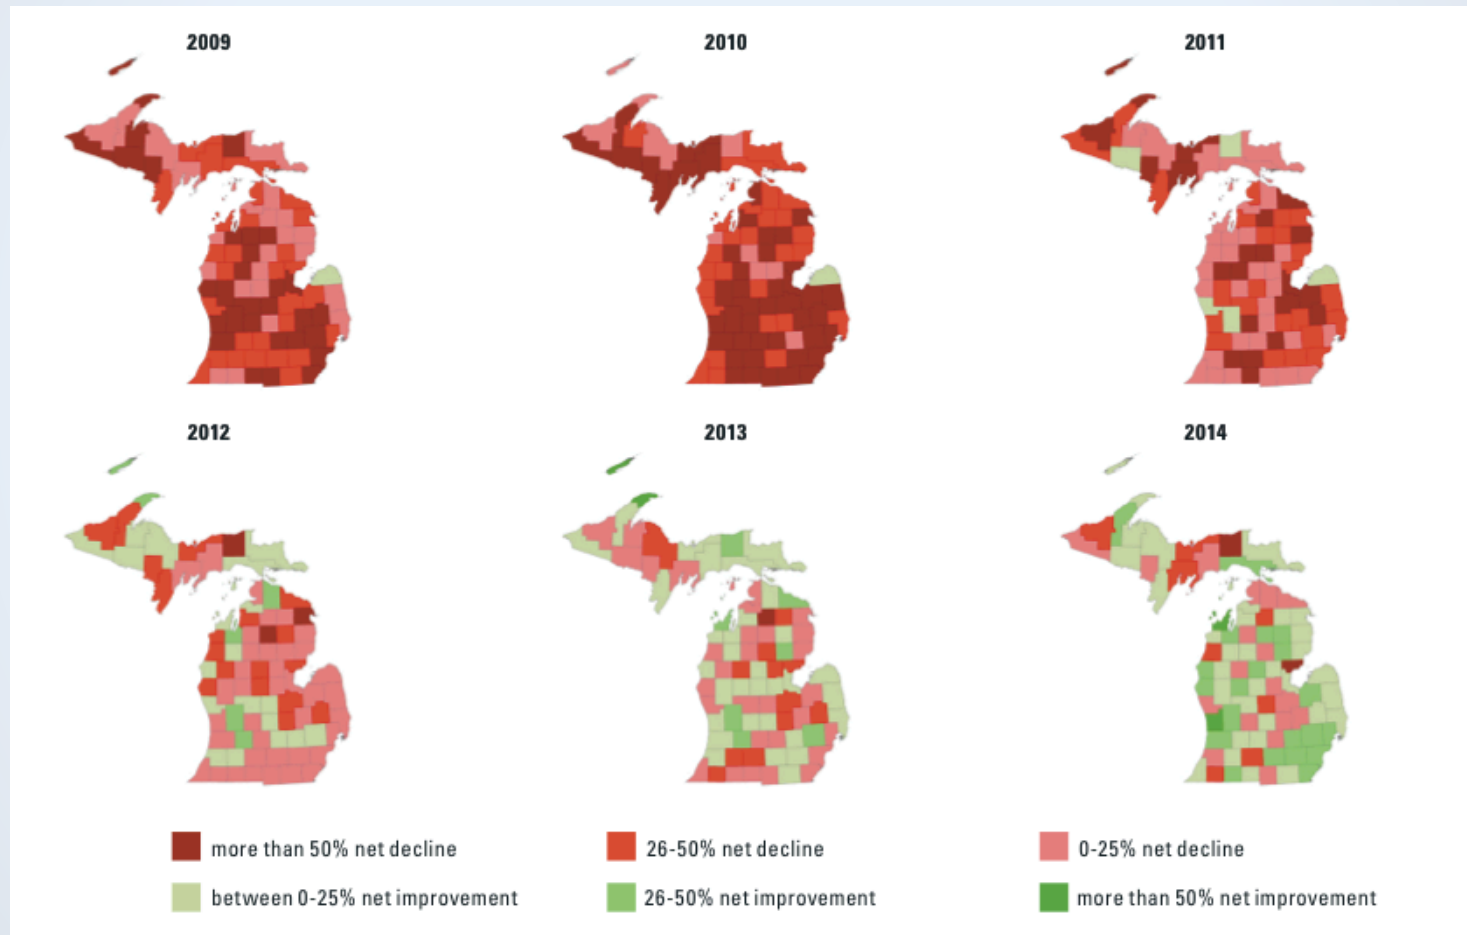 2009
2010
2011
2012
2013
2014
more than 50% net decline
26-50% net decline
0-25% net decline
between 0-25% net improvement
26-50% net improvement
more than 50% net improvement